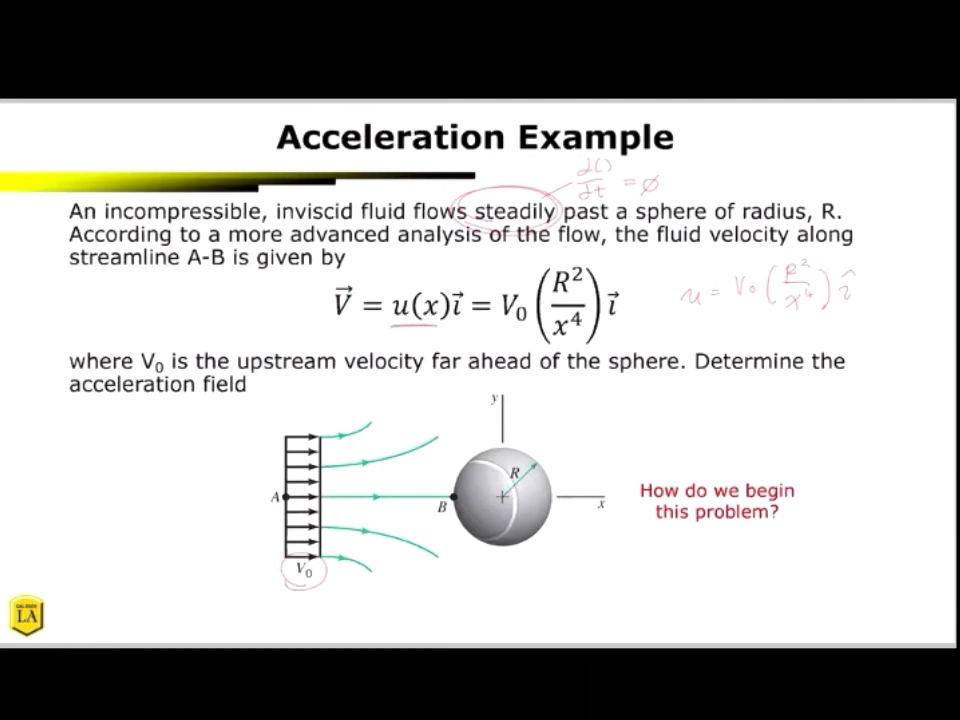 Acceleration Example
∂( )
∂t = ∅
An incompressible, inviscid fluid flows steadily past a sphere of radius, R.
According to a more advanced analysis of the flow, the fluid velocity along
streamline A-B is given by
V⃗ = u(x)i⃗ = V₀ (R²/x⁴) i⃗
u = V₀ (R²/x⁴) î
where V₀ is the upstream velocity far ahead of the sphere. Determine the
acceleration field
y
R
A
B
x
V₀
How do we begin
this problem?
LA